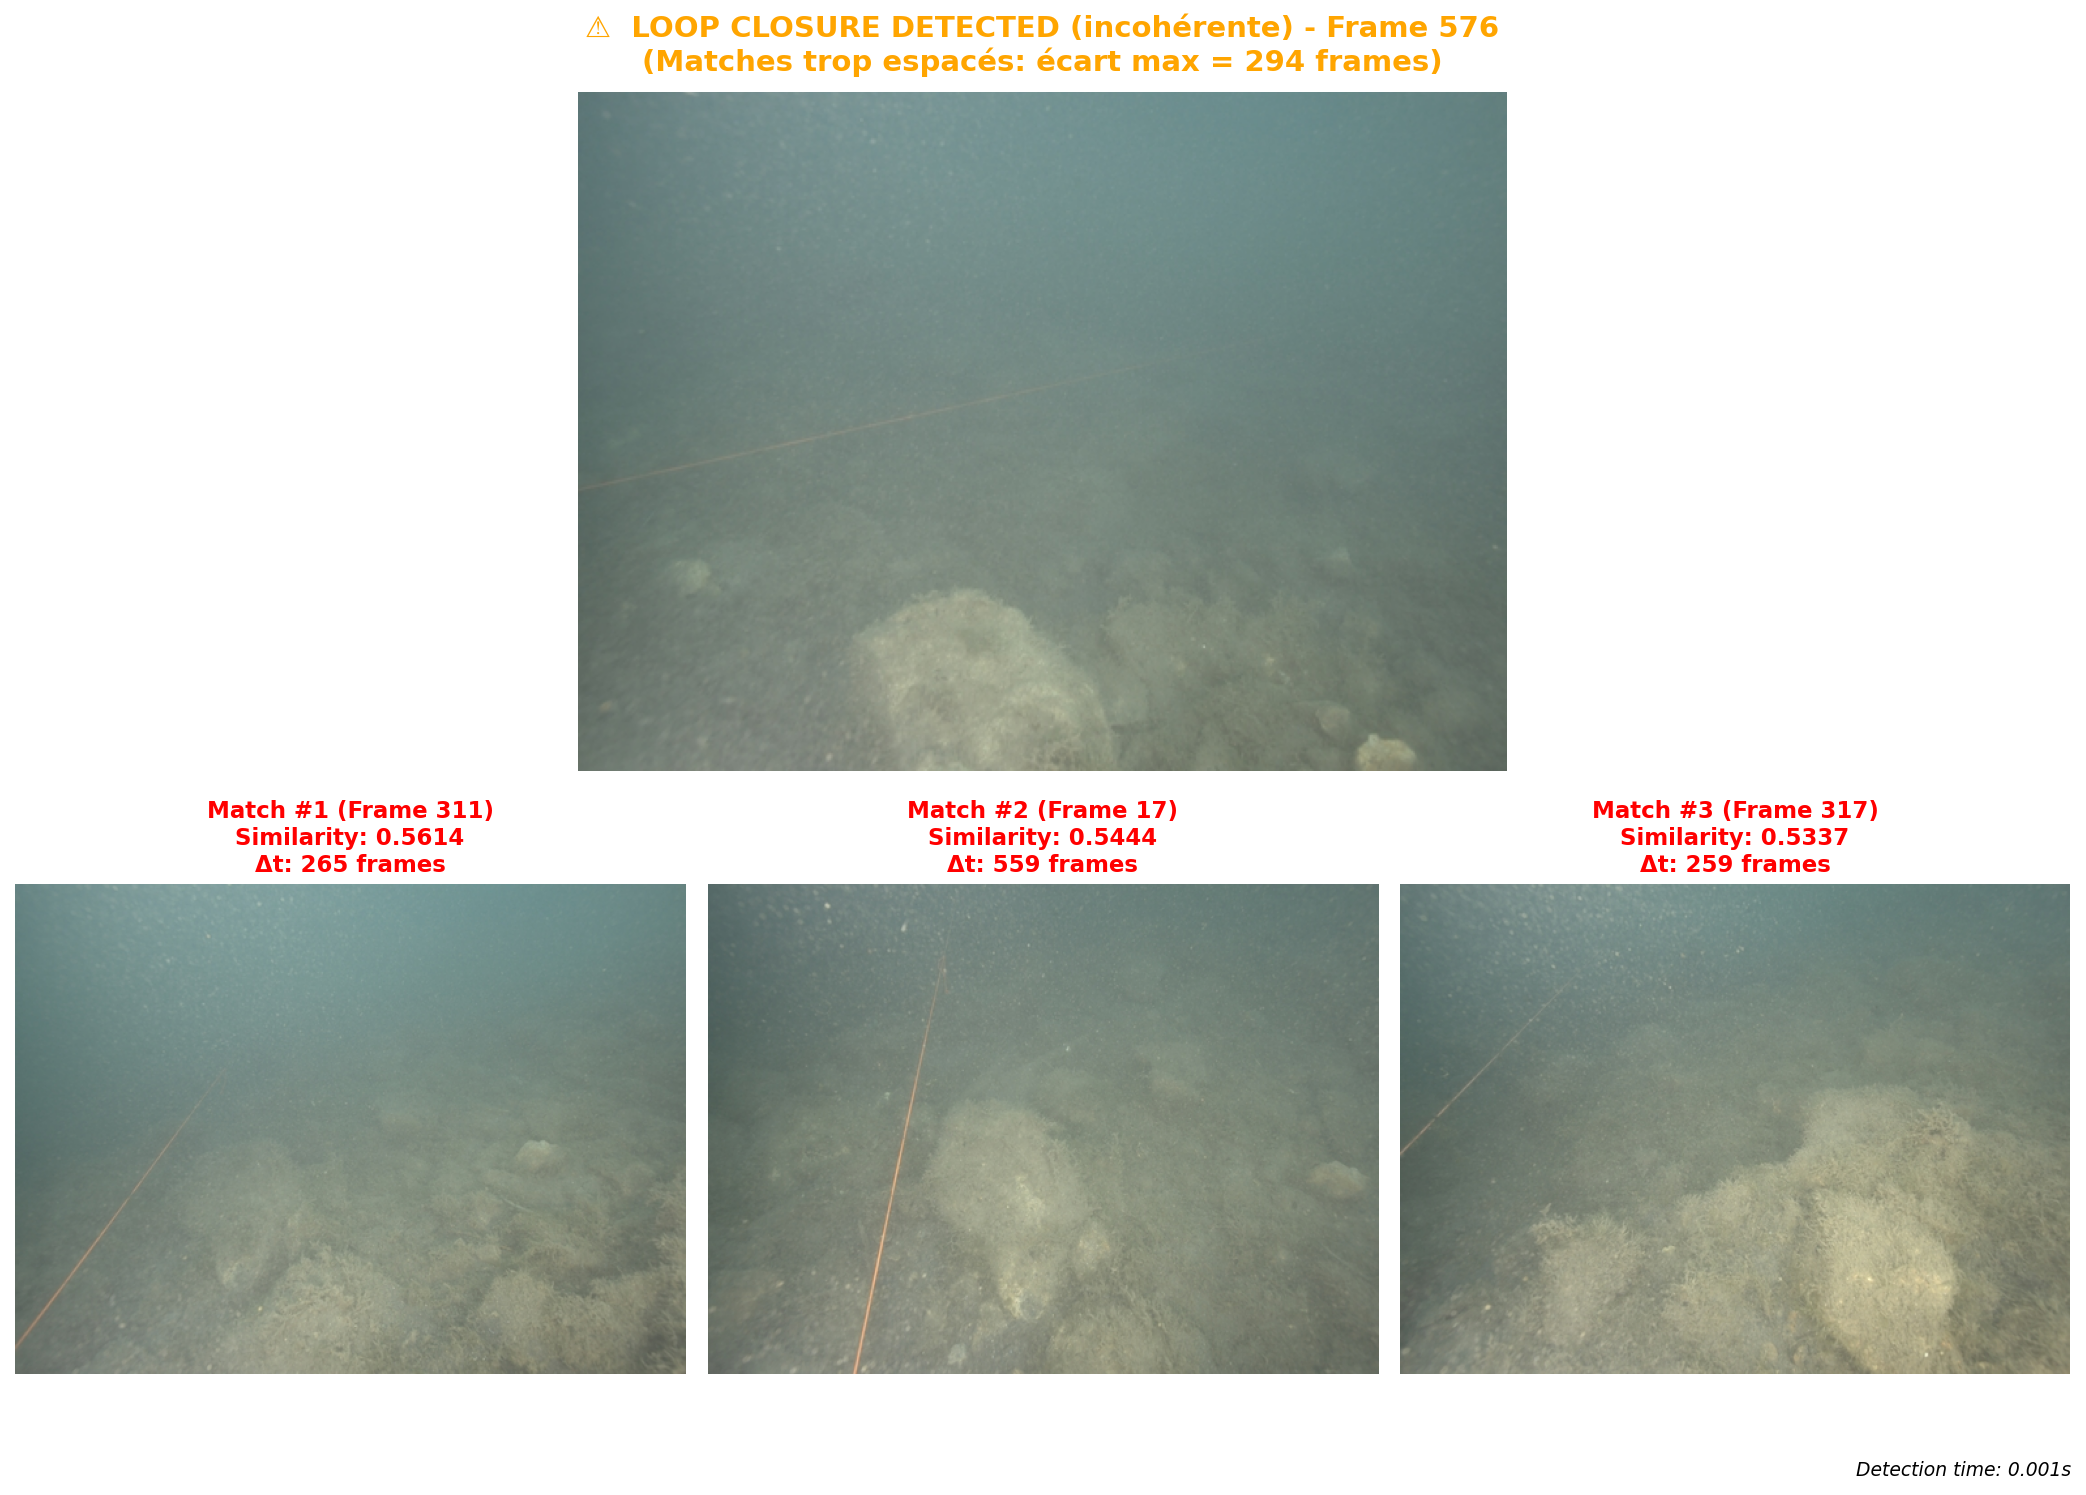 ⚠ LOOP CLOSURE DETECTED (incohérente) - Frame 576
(Matches trop espacés: écart max = 294 frames)
Match #1 (Frame 311)
Similarity: 0.5614
Δt: 265 frames
Match #2 (Frame 17)
Similarity: 0.5444
Δt: 559 frames
Match #3 (Frame 317)
Similarity: 0.5337
Δt: 259 frames
Detection time: 0.001s